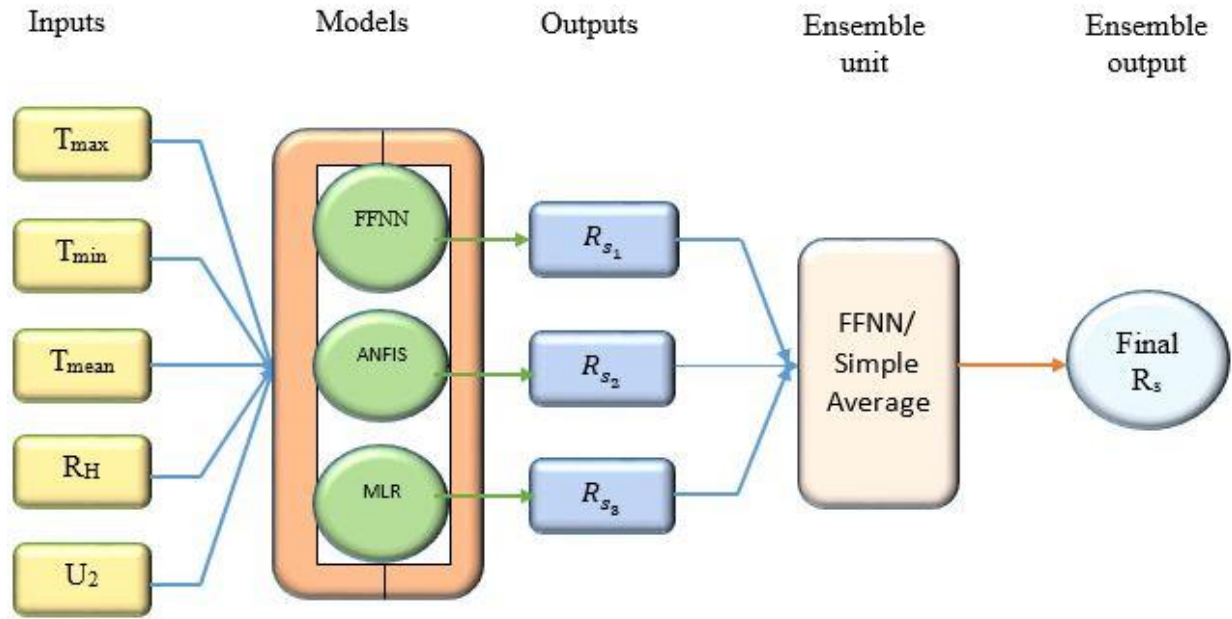 Inputs
Models
Outputs
Ensemble
unit
Ensemble
output
Tmax
Tmin
Tmean
RH
U2
FFNN
ANFIS
MLR
Rs1
Rs2
Rs3
FFNN/
Simple
Average
Final
Rs